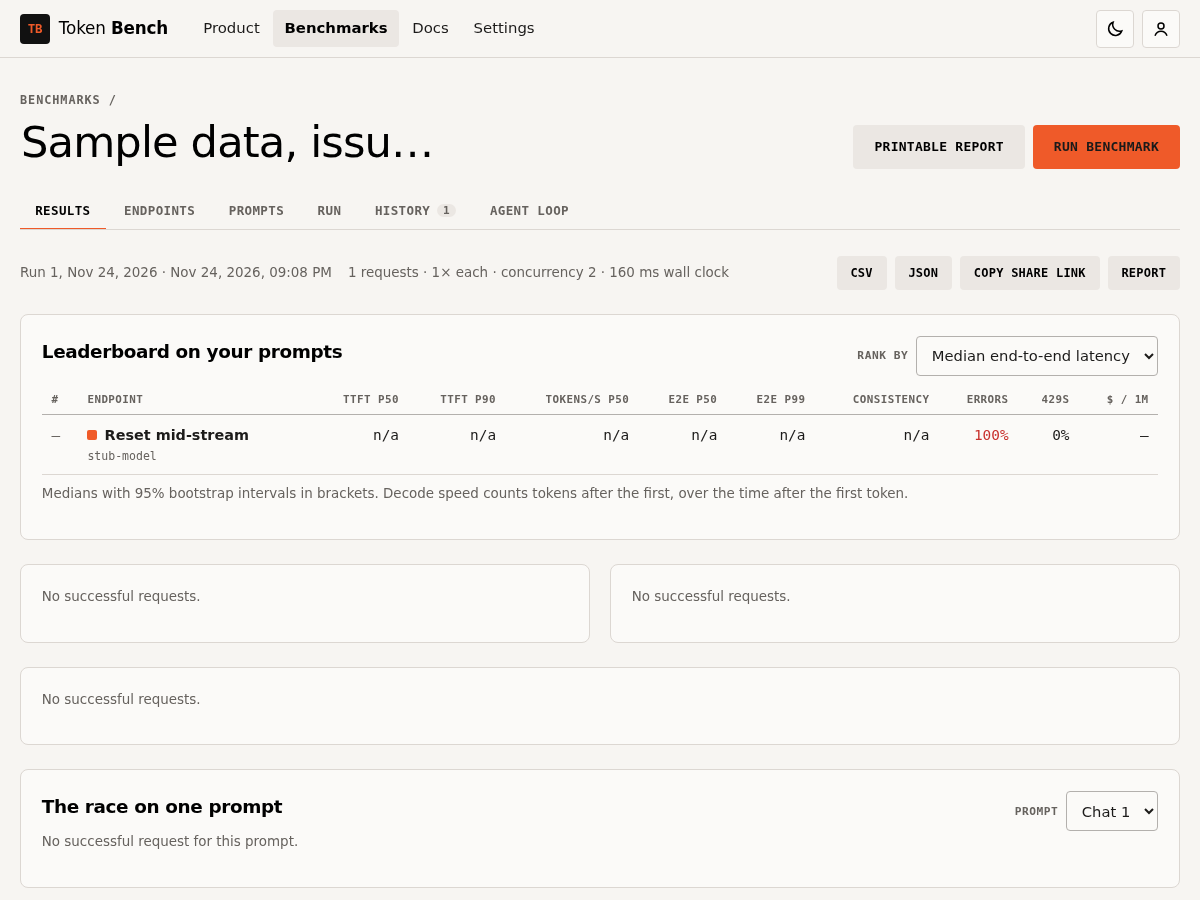 TB Token Bench Product Benchmarks Docs Settings
BENCHMARKS /
Sample data, issu…
PRINTABLE REPORT RUN BENCHMARK
RESULTS ENDPOINTS PROMPTS RUN HISTORY 1 AGENT LOOP
Run 1, Nov 24, 2026 · Nov 24, 2026, 09:08 PM 1 requests · 1× each · concurrency 2 · 160 ms wall clock CSV JSON COPY SHARE LINK REPORT
Leaderboard on your prompts RANK BY Median end-to-end latency
# ENDPOINT TTFT P50 TTFT P90 TOKENS/S P50 E2E P50 E2E P99 CONSISTENCY ERRORS 429S $ / 1M
— Reset mid-stream n/a n/a n/a n/a n/a n/a 100% 0% —
stub-model
Medians with 95% bootstrap intervals in brackets. Decode speed counts tokens after the first, over the time after the first token.
No successful requests. No successful requests.
No successful requests.
The race on one prompt PROMPT Chat 1
No successful request for this prompt.